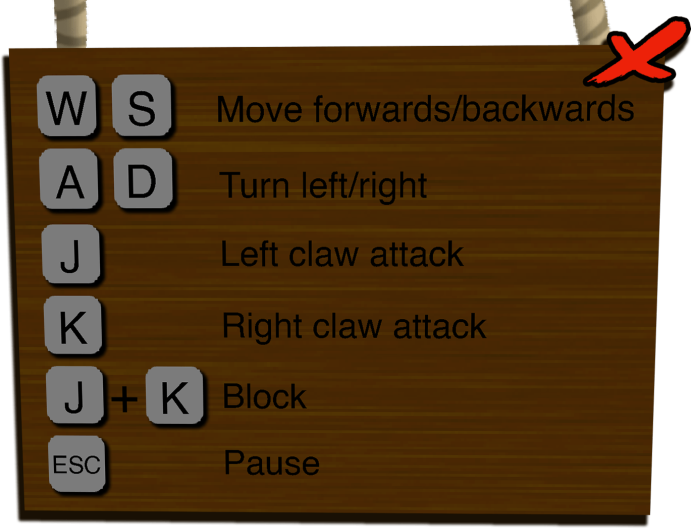 W S Move forwards/backwards
A D Turn left/right
J Left claw attack
K Right claw attack
J + K Block
ESC Pause